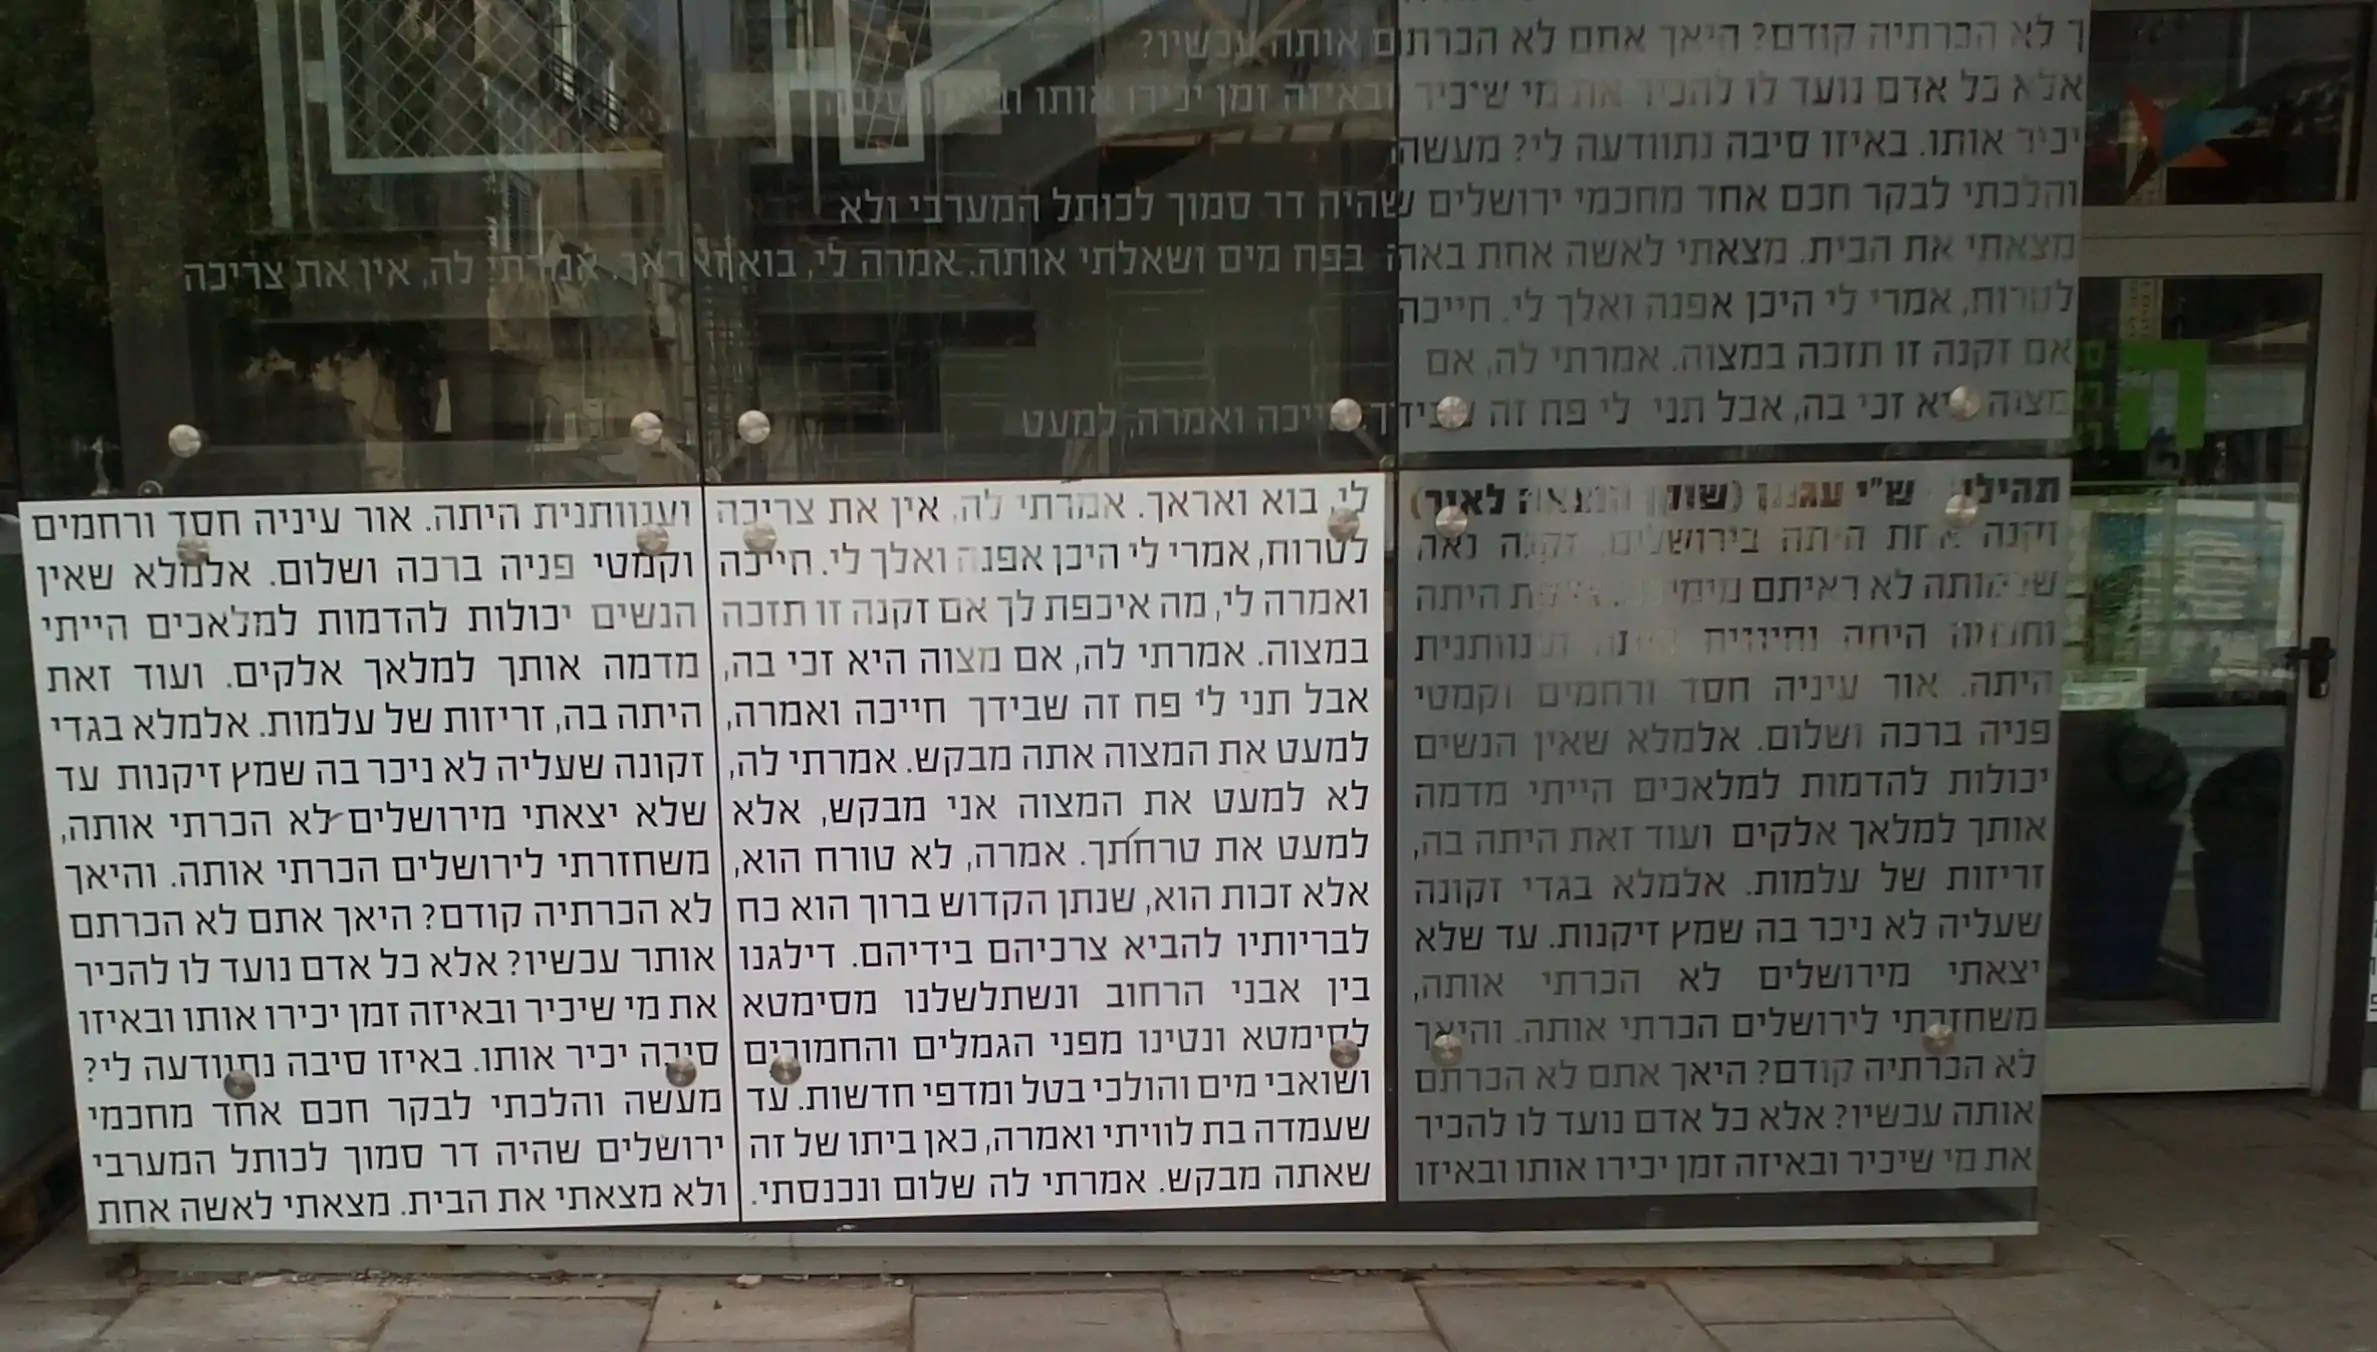 ך לא הכרתיה קודם? היאך אתם לא הכרתם אותה עכשיו?
אלא כל אדם נועד לו להכיר את מי שיכיר ובאיזה זמן יכירו אותו ובאיזו סיבה
יכיר אותו. באיזו סיבה נתוודעה לי? מעשה
והלכתי לבקר חכם אחד מחכמי ירושלים שהיה דר סמוך לכותל המערבי ולא
מצאתי את הבית. מצאתי לאשה אחת באה בפח מים ושאלתי אותה. אמרה לי, בוא ואראך. אמרתי לה, אין את צריכה
לטרוח, אמרי לי היכן אפנה ואלך לי. חייכה
אם זקנה זו תזכה במצוה. אמרתי לה, אם
מצוה היא זכי בה, אבל תני לי פח זה שבידך חייכה ואמרה, למעט
תהילה ש"י עגנון (שוקן הוצאה לאור)
זקנה אחת היתה בירושלים. זקנה נאה
שכמותה לא ראיתם מימיכם. היתה
וחכמה היתה וחיננית היתה וענוותנית
היתה. אור עיניה חסד ורחמים וקמטי
פניה ברכה ושלום. אלמלא שאין הנשים
יכולות להדמות למלאכים הייתי מדמה
אותך למלאך אלקים ועוד זאת היתה בה,
זריזות של עלמות. אלמלא בגדי זקונה
שעליה לא ניכר בה שמץ זיקנות. עד שלא
יצאתי מירושלים לא הכרתי אותה,
משחזרתי לירושלים הכרתי אותה. והיאך
לא הכרתיה קודם? היאך אתם לא הכרתם
אותה עכשיו? אלא כל אדם נועד לו להכיר
את מי שיכיר ובאיזה זמן יכירו אותו ובאיזו
לי, בוא ואראך. אמרתי לה, אין את צריכה
לטרוח, אמרי לי היכן אפנה ואלך לי. חייכה
ואמרה לי, מה איכפת לך אם זקנה זו תזכה
במצוה. אמרתי לה, אם מצוה היא זכי בה,
אבל תני לי פח זה שבידך חייכה ואמרה,
למעט את המצוה אתה מבקש. אמרתי לה,
לא למעט את המצוה אני מבקש, אלא
למעט את טרחתך. אמרה, לא טורח הוא,
אלא זכות הוא, שנתן הקדוש ברוך הוא כח
לבריותיו להביא צרכיהם בידיהם. דילגנו
בין אבני הרחוב ונשתלשלנו מסימטא
לסימטא ונטינו מפני הגמלים והחמורים
ושואבי מים והולכי בטל ומדפי חדשות. עד
שעמדה בת לוויתי ואמרה, כאן ביתו של זה
שאתה מבקש. אמרתי לה שלום ונכנסתי.
וענוותנית היתה. אור עיניה חסד ורחמים
וקמטי פניה ברכה ושלום. אלמלא שאין
הנשים יכולות להדמות למלאכים הייתי
מדמה אותך למלאך אלקים. ועוד זאת
היתה בה, זריזות של עלמות. אלמלא בגדי
זקונה שעליה לא ניכר בה שמץ זיקנות עד
שלא יצאתי מירושלים לא הכרתי אותה,
משחזרתי לירושלים הכרתי אותה. והיאך
לא הכרתיה קודם? היאך אתם לא הכרתם
אותר עכשיו? אלא כל אדם נועד לו להכיר
את מי שיכיר ובאיזה זמן יכירו אותו ובאיזו
סיבה יכיר אותו. באיזו סיבה נתוודעה לי?
מעשה והלכתי לבקר חכם אחד מחכמי
ירושלים שהיה דר סמוך לכותל המערבי
ולא מצאתי את הבית. מצאתי לאשה אחת